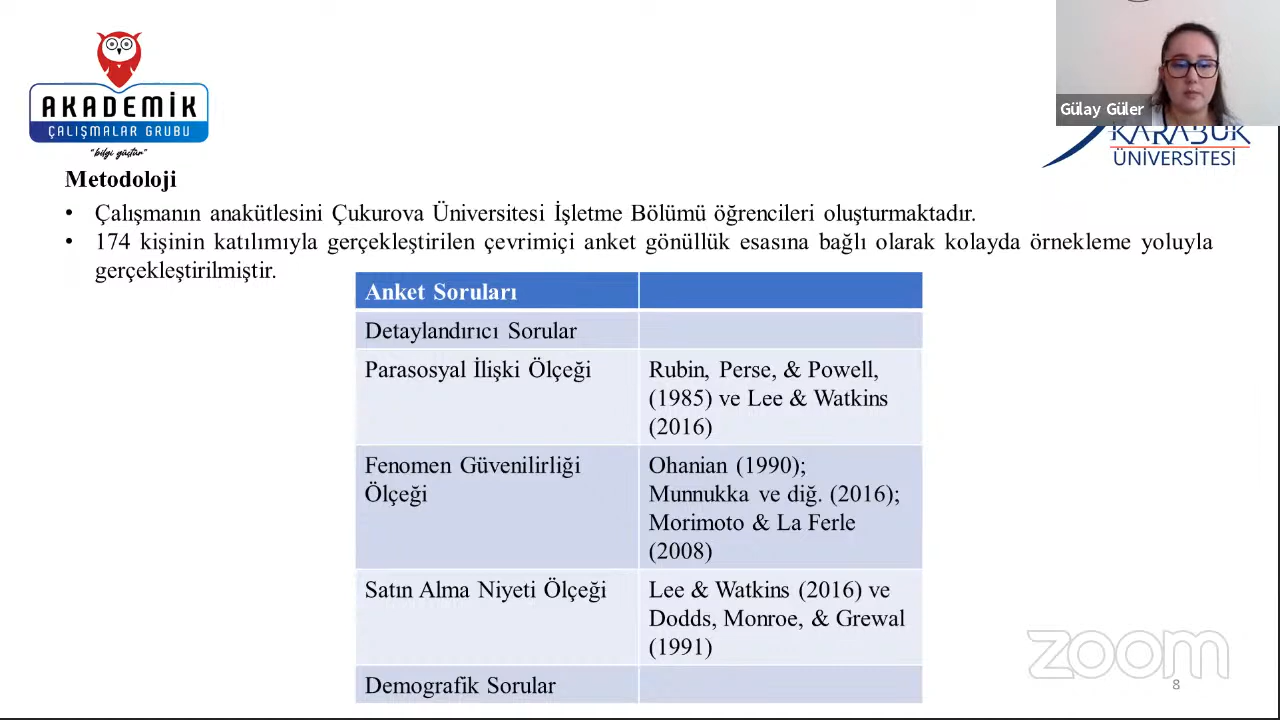 AKADEMİK
ÇALIŞMALAR GRUBU
"bilgi güçtür"
Gülay Güler
KARABÜK
ÜNİVERSİTESİ
Metodoloji
• Çalışmanın anakütlesini Çukurova Üniversitesi İşletme Bölümü öğrencileri oluşturmaktadır.
• 174 kişinin katılımıyla gerçekleştirilen çevrimiçi anket gönüllük esasına bağlı olarak kolayda örnekleme yoluyla
gerçekleştirilmiştir.
Anket Soruları
Detaylandırıcı Sorular
Parasosyal İlişki Ölçeği
Rubin, Perse, & Powell,
(1985) ve Lee & Watkins
(2016)
Fenomen Güvenilirliği
Ölçeği
Ohanian (1990);
Munnukka ve diğ. (2016);
Morimoto & La Ferle
(2008)
Satın Alma Niyeti Ölçeği
Lee & Watkins (2016) ve
Dodds, Monroe, & Grewal
(1991)
Demografik Sorular
zoom
8